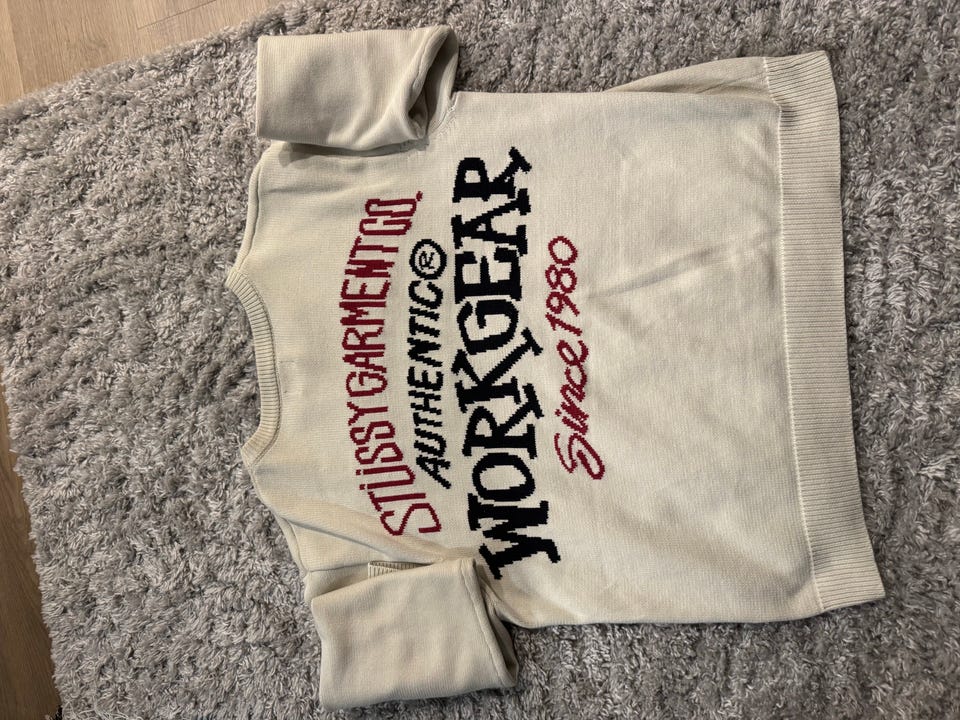 STÜSSY GARMENT CO.
AUTHENTIC®
WORKGEAR
Since 1980